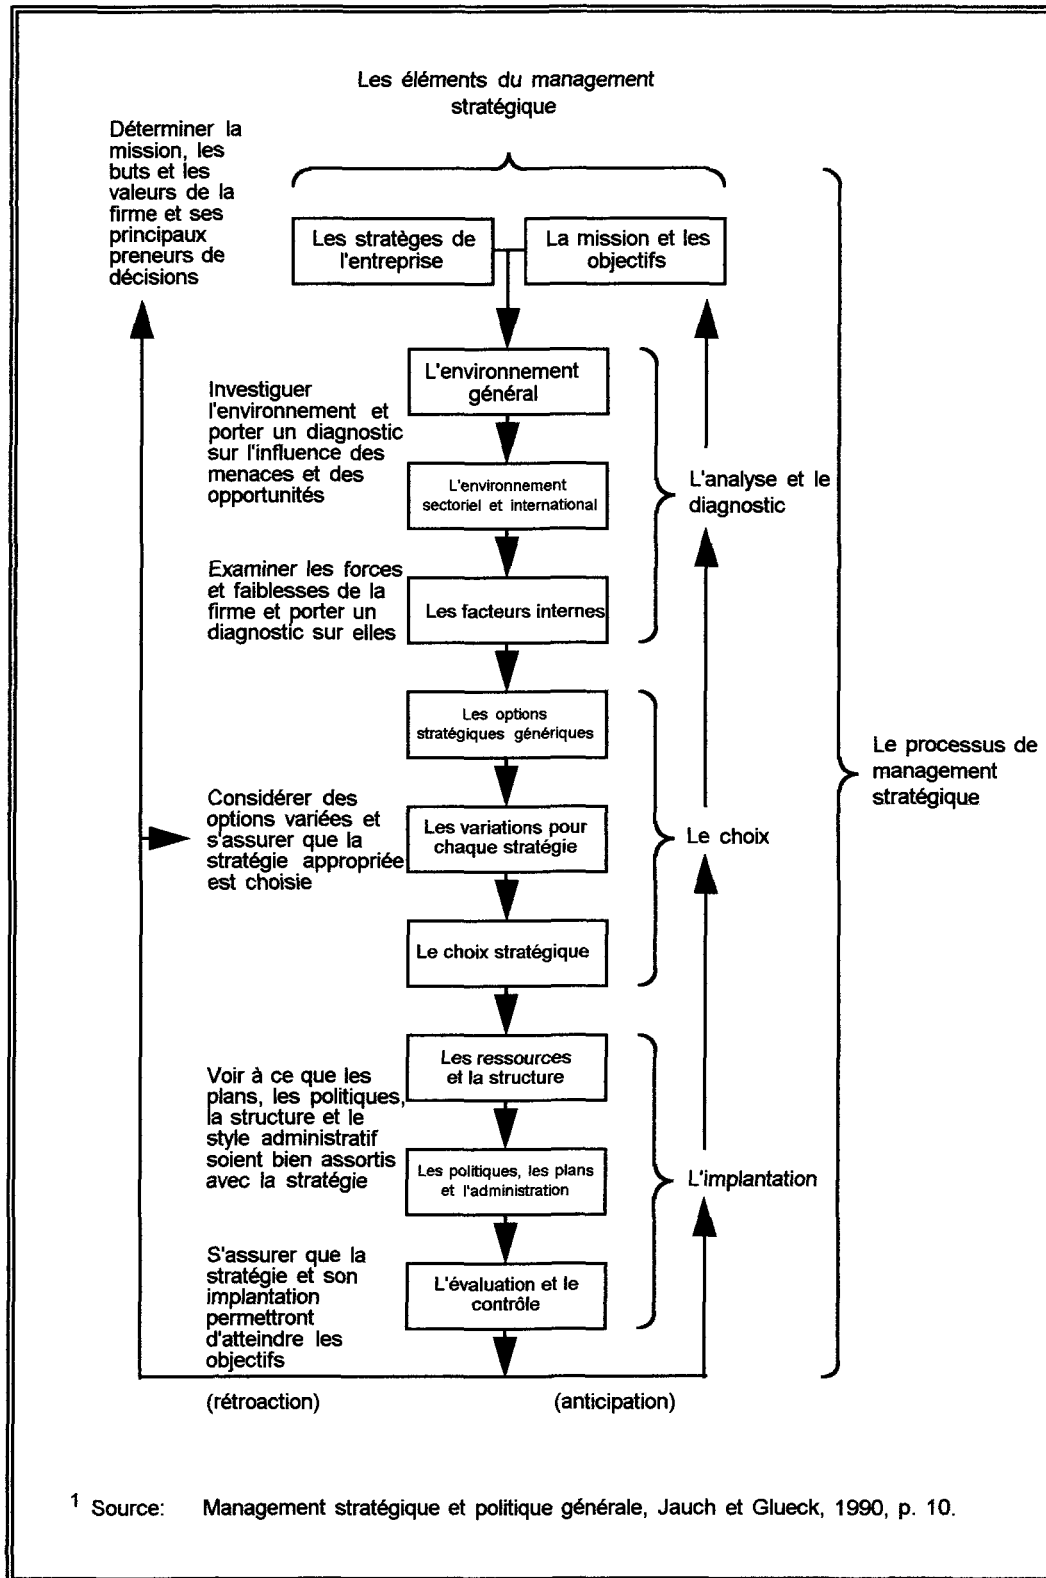 Les éléments du management
stratégique
Déterminer la
mission, les
buts et les
valeurs de la
firme et ses
principaux
preneurs de
décisions
Les stratèges de
l'entreprise
La mission et les
objectifs
L'environnement
général
Investiguer
l'environnement et
porter un diagnostic
sur l'influence des
menaces et des
opportunités
L'environnement
sectoriel et international
L'analyse et le
diagnostic
Examiner les forces
et faiblesses de la
firme et porter un
diagnostic sur elles
Les facteurs internes
Les options
stratégiques génériques
Le processus de
management
stratégique
Considérer des
options variées et
s'assurer que la
stratégie appropriée
est choisie
Les variations pour
chaque stratégie
Le choix
Le choix stratégique
Les ressources
et la structure
Voir à ce que les
plans, les politiques,
la structure et le
style administratif
soient bien assortis
avec la stratégie
Les politiques, les plans
et l'administration
L'implantation
S'assurer que la
stratégie et son
implantation
permettront
d'atteindre les
objectifs
L'évaluation et le
contrôle
(rétroaction)
(anticipation)
1 Source: Management stratégique et politique générale, Jauch et Glueck, 1990, p. 10.